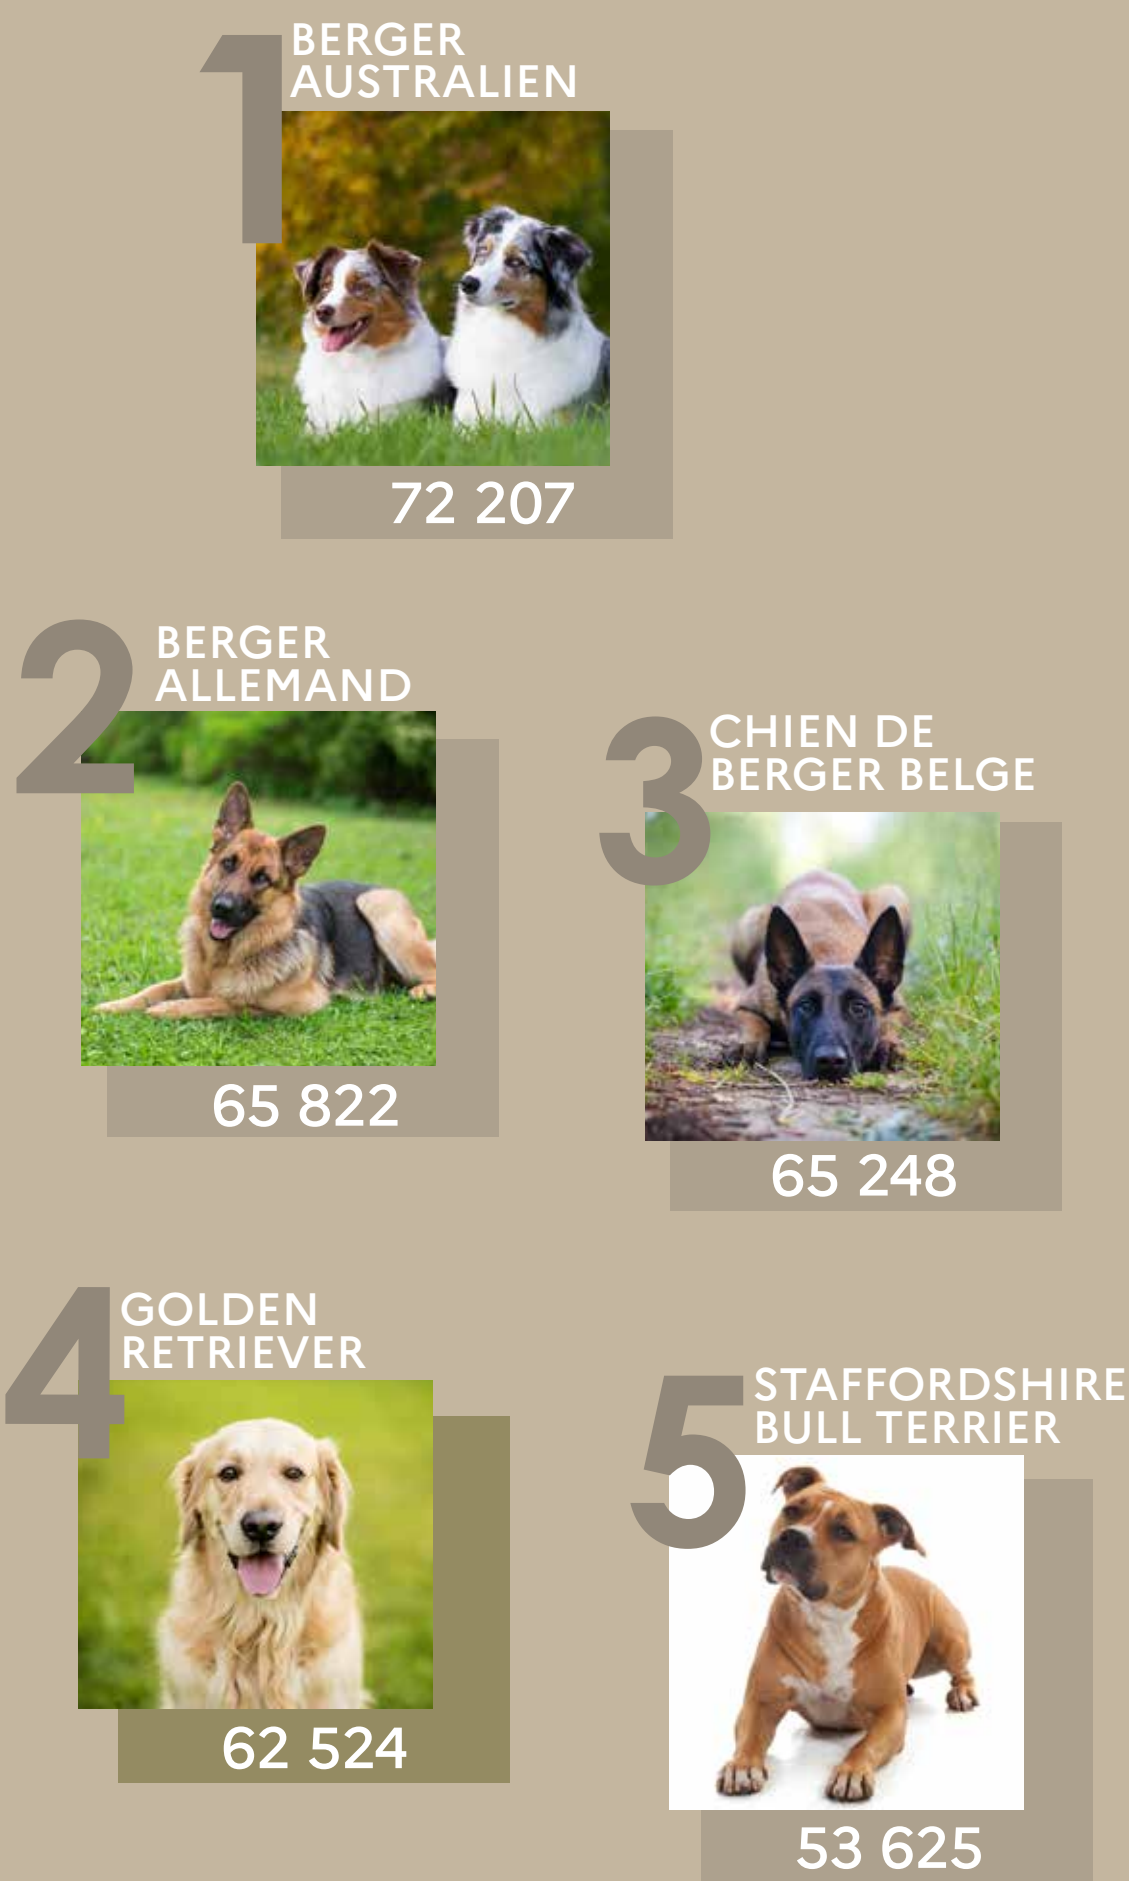 1
BERGER
AUSTRALIEN
72 207
2
BERGER
ALLEMAND
65 822
3
CHIEN DE
BERGER BELGE
65 248
4
GOLDEN
RETRIEVER
62 524
5
STAFFORDSHIRE
BULL TERRIER
53 625